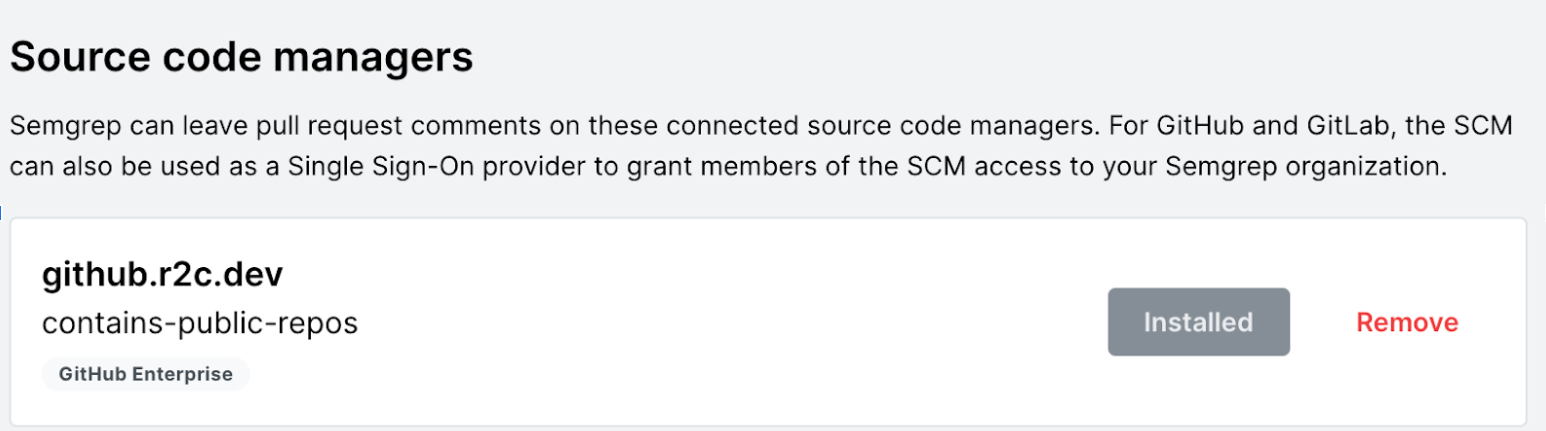 Source code managers
Semgrep can leave pull request comments on these connected source code managers. For GitHub and GitLab, the SCM
can also be used as a Single Sign-On provider to grant members of the SCM access to your Semgrep organization.
github.r2c.dev
contains-public-repos
Installed
Remove
GitHub Enterprise